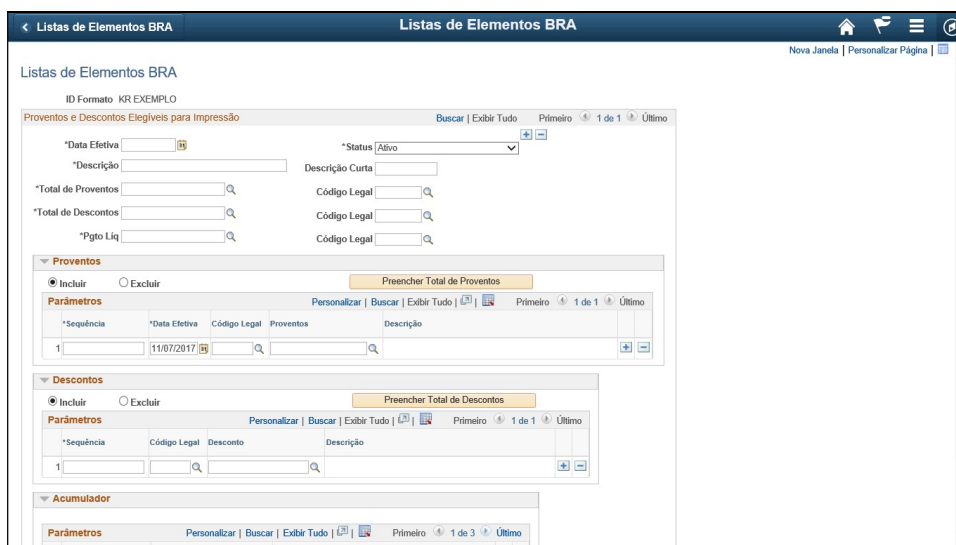 Listas de Elementos BRA Listas de Elementos BRA
Nova Janela | Personalizar Página |
Listas de Elementos BRA
ID Formato KR EXEMPLO
Proventos e Descontos Elegíveis para Impressão Buscar | Exibir Tudo Primeiro 1 de 1 Último
*Data Efetiva *Status Ativo
*Descrição Descrição Curta
*Total de Proventos Código Legal
*Total de Descontos Código Legal
*Pgto Líq Código Legal
Proventos
Incluir Excluir Preencher Total de Proventos
Parâmetros Personalizar | Buscar | Exibir Tudo | | Primeiro 1 de 1 Último
*Sequência *Data Efetiva Código Legal Proventos Descrição
1 11/07/2017
Descontos
Incluir Excluir Preencher Total de Descontos
Parâmetros Personalizar | Buscar | Exibir Tudo | | Primeiro 1 de 1 Último
*Sequência Código Legal Desconto Descrição
1
Acumulador
Parâmetros Personalizar | Buscar | Exibir Tudo | | Primeiro 1 de 3 Último